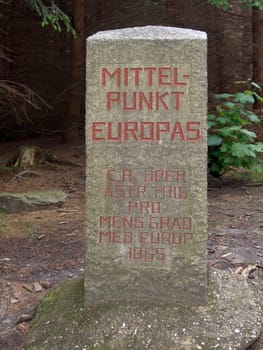 MITTEL-
PUNKT
EUROPAS
C.R. OPER
ASTR TRIG
PRO
MENS GRAD
MED EUROP
1865